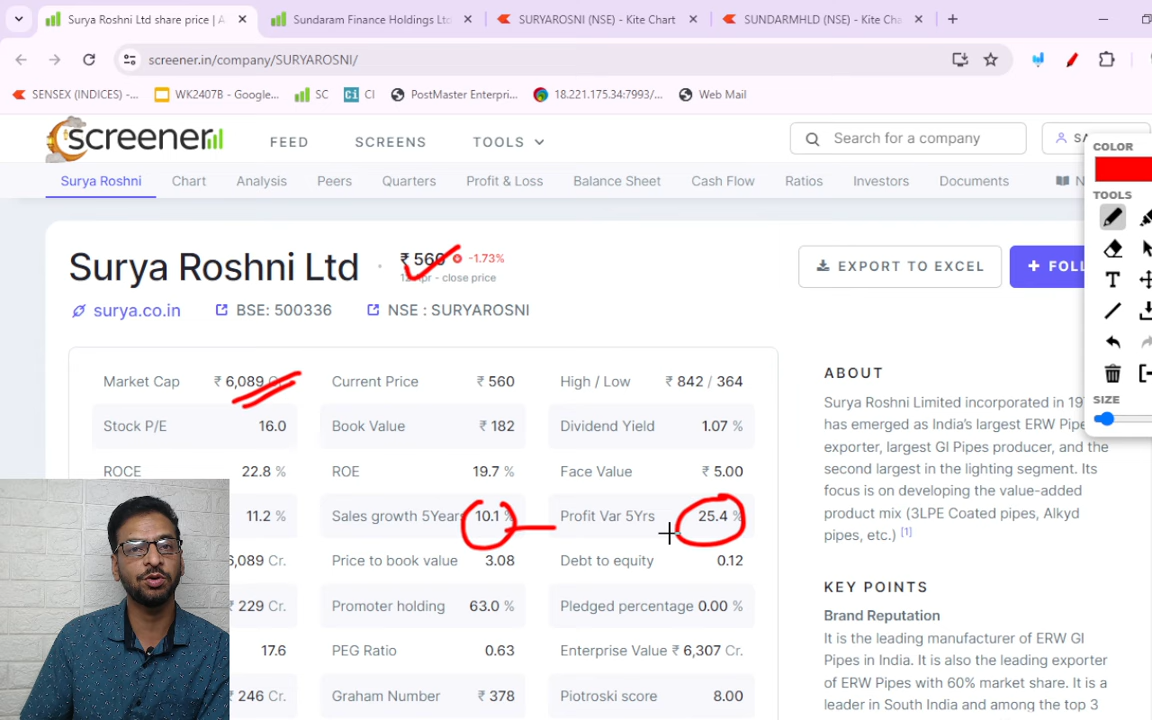 Surya Roshni Ltd share price | A
Sundaram Finance Holdings Ltd
SURYAROSNI (NSE) - Kite Chart
SUNDARMHLD (NSE) - Kite Cha
screener.in/company/SURYAROSNI/
SENSEX (INDICES) -...
WK2407B - Google...
SC
CI
PostMaster Enterpri...
18.221.175.34:7993/...
Web Mail
screener
FEED
SCREENS
TOOLS
Search for a company
COLOR
TOOLS
SIZE
Surya Roshni
Chart
Analysis
Peers
Quarters
Profit & Loss
Balance Sheet
Cash Flow
Ratios
Investors
Documents
Surya Roshni Ltd
₹ 560
-1.73%
- close price
EXPORT TO EXCEL
+ FOLL
surya.co.in
BSE: 500336
NSE : SURYAROSNI
Market Cap ₹ 6,089 Cr.
Current Price ₹ 560
High / Low ₹ 842 / 364
Stock P/E 16.0
Book Value ₹ 182
Dividend Yield 1.07 %
ROCE 22.8 %
ROE 19.7 %
Face Value ₹ 5.00
11.2 %
Sales growth 5Years 10.1 %
Profit Var 5Yrs 25.4 %
6,089 Cr.
Price to book value 3.08
Debt to equity 0.12
₹ 229 Cr.
Promoter holding 63.0 %
Pledged percentage 0.00 %
17.6
PEG Ratio 0.63
Enterprise Value ₹ 6,307 Cr.
₹ 246 Cr.
Graham Number ₹ 378
Piotroski score 8.00
ABOUT
Surya Roshni Limited incorporated in
has emerged as India's largest ERW Pipe
exporter, largest GI Pipes producer, and the
second largest in the lighting segment. Its
focus is on developing the value-added
product mix (3LPE Coated pipes, Alkyd
pipes, etc.) [1]
KEY POINTS
Brand Reputation
It is the leading manufacturer of ERW GI
Pipes in India. It is also the leading exporter
of ERW Pipes with 60% market share. It is a
leader in South India and among the top 3